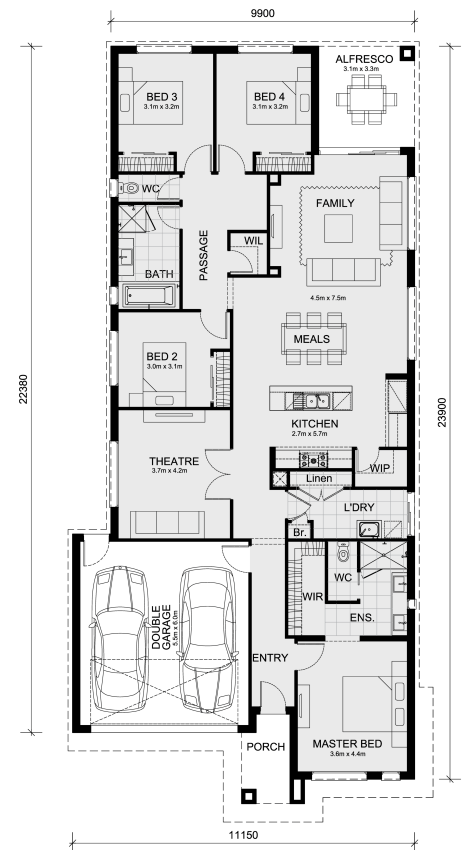 9900
22380
23900
ALFRESCO
3.1m x 3.3m
BED 3
3.1m x 3.2m
BED 4
3.1m x 3.2m
WC
FAMILY
PASSAGE
WIL
BATH
4.5m x 7.5m
MEALS
BED 2
3.0m x 3.1m
KITCHEN
2.7m x 5.7m
THEATRE
3.7m x 4.2m
WIP
Linen
L'DRY
Br.
WC
WIR
ENS.
DOUBLE
GARAGE
5.5m x 6.0m
ENTRY
PORCH
MASTER BED
3.6m x 4.4m
11150